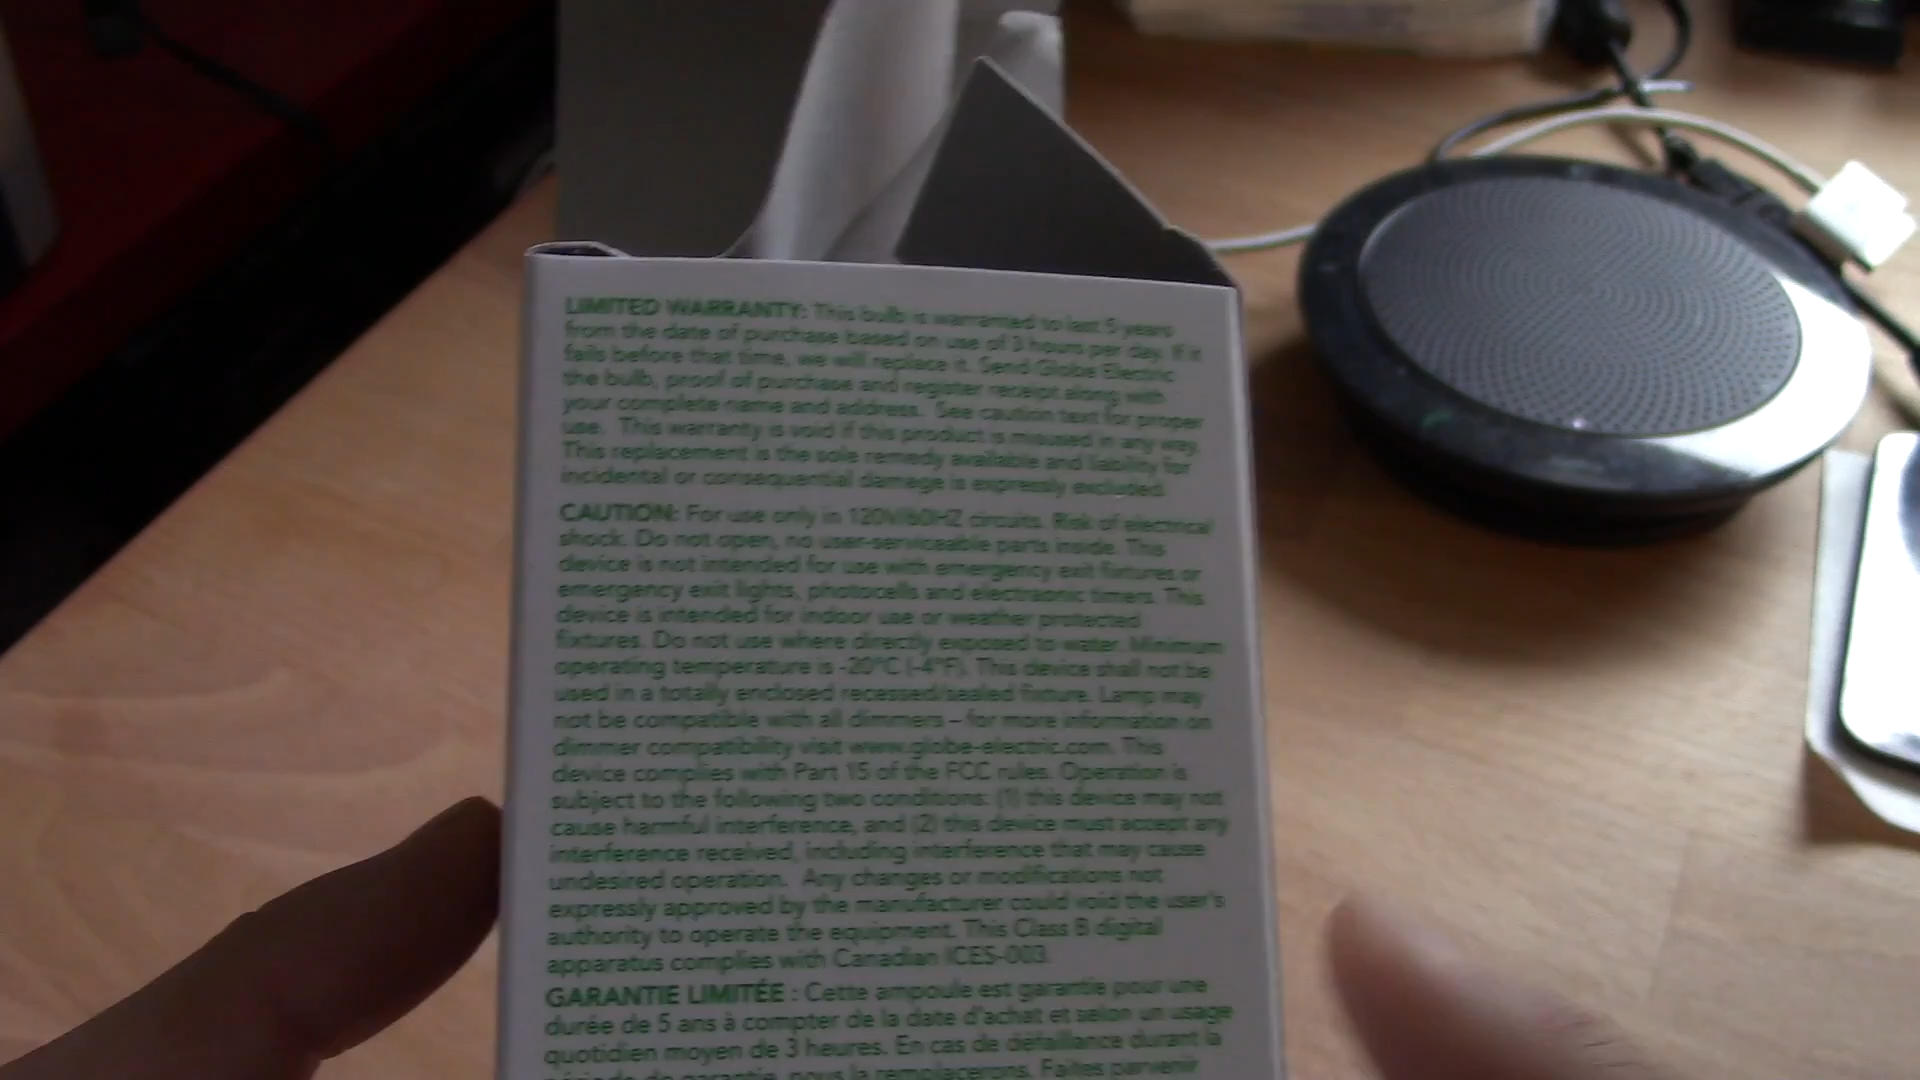 LIMITED WARRANTY: This bulb is warranted to last 5 years
from the date of purchase based on use of 3 hours per day. If it
fails before that time, we will replace it. Send Globe Electric
the bulb, proof of purchase and register receipt along with
your complete name and address. See caution text for proper
use. This warranty is void if this product is misused in any way.
This replacement is the sole remedy available and liability for
incidental or consequential damage is expressly excluded.
CAUTION: For use only in 120V/60HZ circuits. Risk of electrical
shock. Do not open, no user-serviceable parts inside. This
device is not intended for use with emergency exit fixtures or
emergency exit lights, photocells and electraonic timers. This
device is intended for indoor use or weather protected
fixtures. Do not use where directly exposed to water. Minimum
operating temperature is -20°C (-4°F). This device shall not be
used in a totally enclosed recessed/sealed fixture. Lamp may
not be compatible with all dimmers – for more information on
dimmer compatibility visit www.globe-electric.com. This
device complies with Part 15 of the FCC rules. Operation is
subject to the following two conditions: (1) this device may not
cause harmful interference, and (2) this device must accept any
interference received, including interference that may cause
undesired operation. Any changes or modifications not
expressly approved by the manufacturer could void the user's
authority to operate the equipment. This Class B digital
apparatus complies with Canadian ICES-003.
GARANTIE LIMITÉE : Cette ampoule est garantie pour une
durée de 5 ans à compter de la date d'achat et selon un usage
quotidien moyen de 3 heures. En cas de défaillance durant la
période de garantie, nous la remplacerons. Faites parvenir